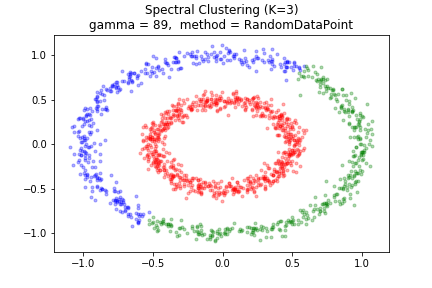 Spectral Clustering (K=3)
gamma = 89,  method = RandomDataPoint
1.0
0.5
0.0
−0.5
−1.0
−1.0 −0.5 0.0 0.5 1.0